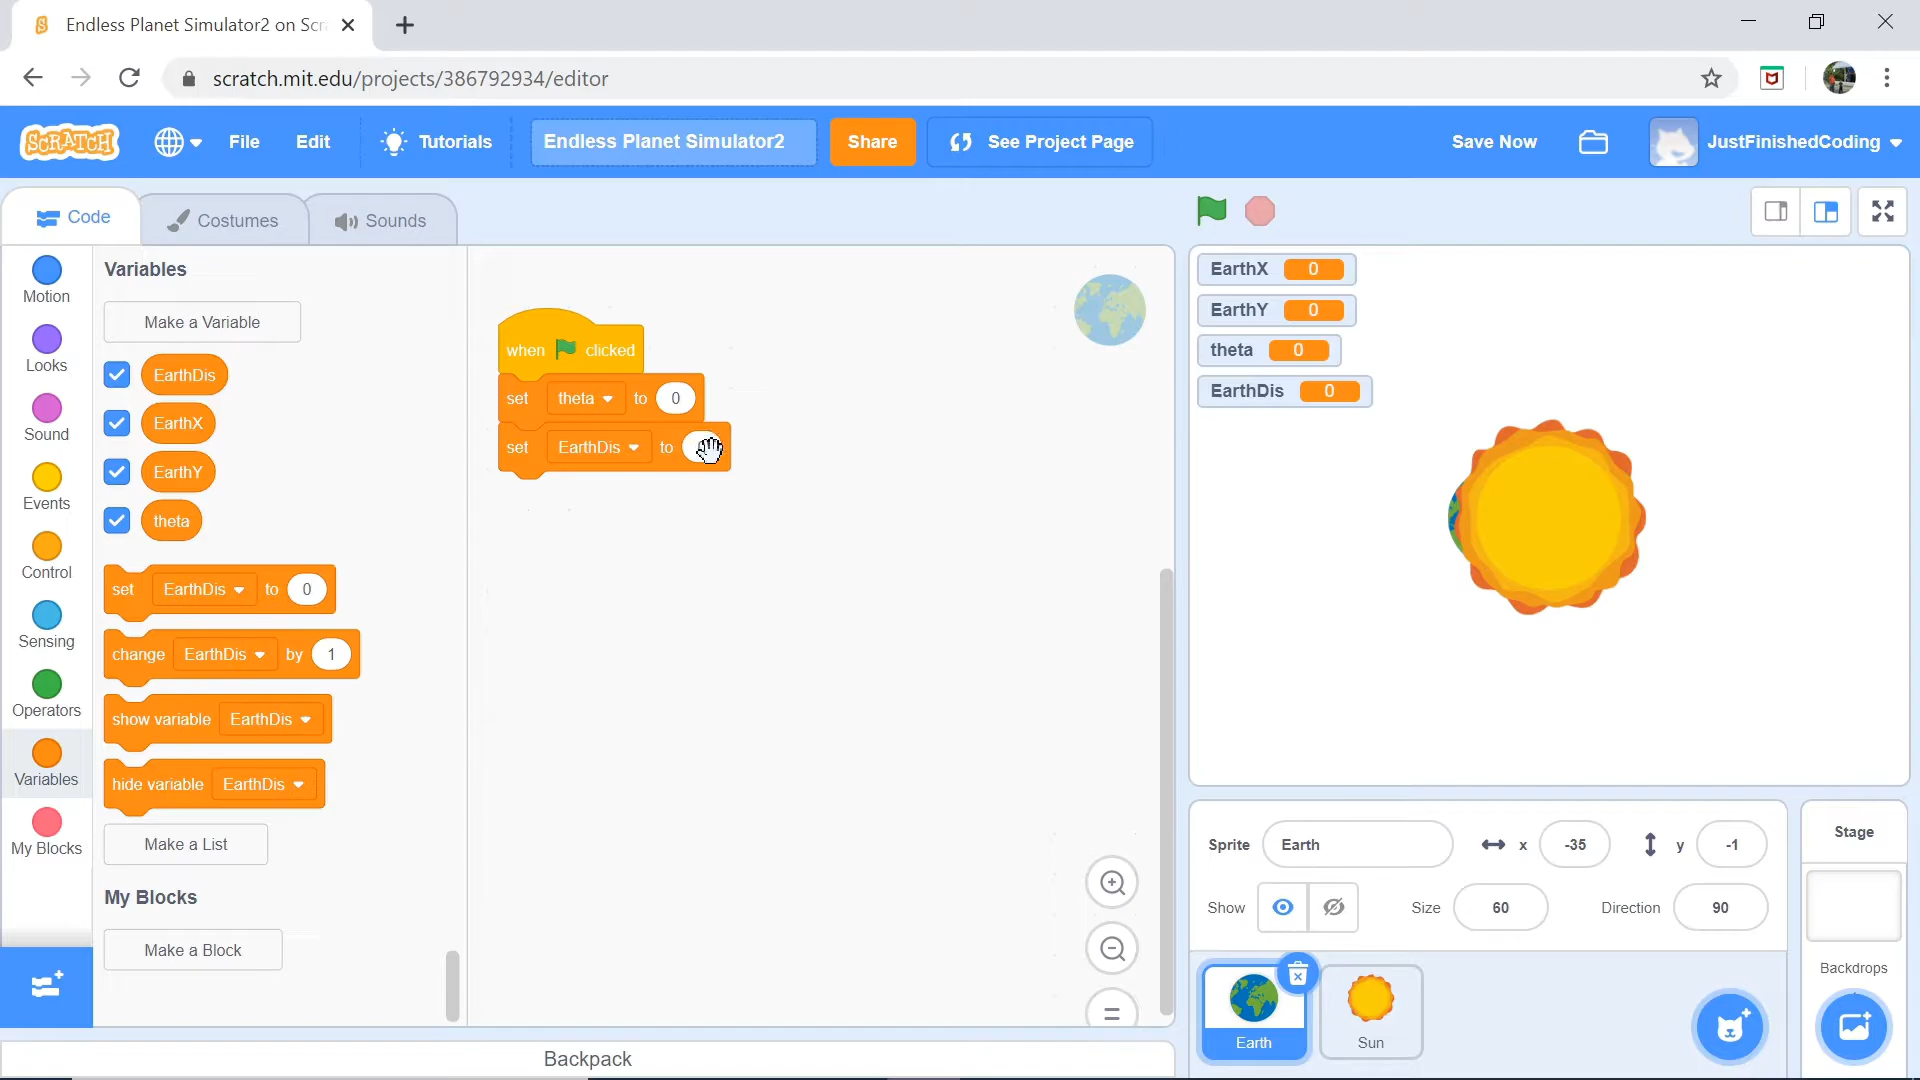 Endless Planet Simulator2 on Scr
scratch.mit.edu/projects/386792934/editor
SCRATCH
File
Edit
Tutorials
Endless Planet Simulator2
Share
See Project Page
Save Now
JustFinishedCoding
Code
Costumes
Sounds
Motion
Looks
Sound
Events
Control
Sensing
Operators
Variables
My Blocks
Variables
Make a Variable
EarthDis
EarthX
EarthY
theta
set EarthDis to 0
change EarthDis by 1
show variable EarthDis
hide variable EarthDis
Make a List
My Blocks
Make a Block
when clicked
set theta to 0
set EarthDis to
EarthX 0
EarthY 0
theta 0
EarthDis 0
Sprite Earth x -35 y -1
Show Size 60 Direction 90
Earth
Sun
Stage
Backdrops
Backpack